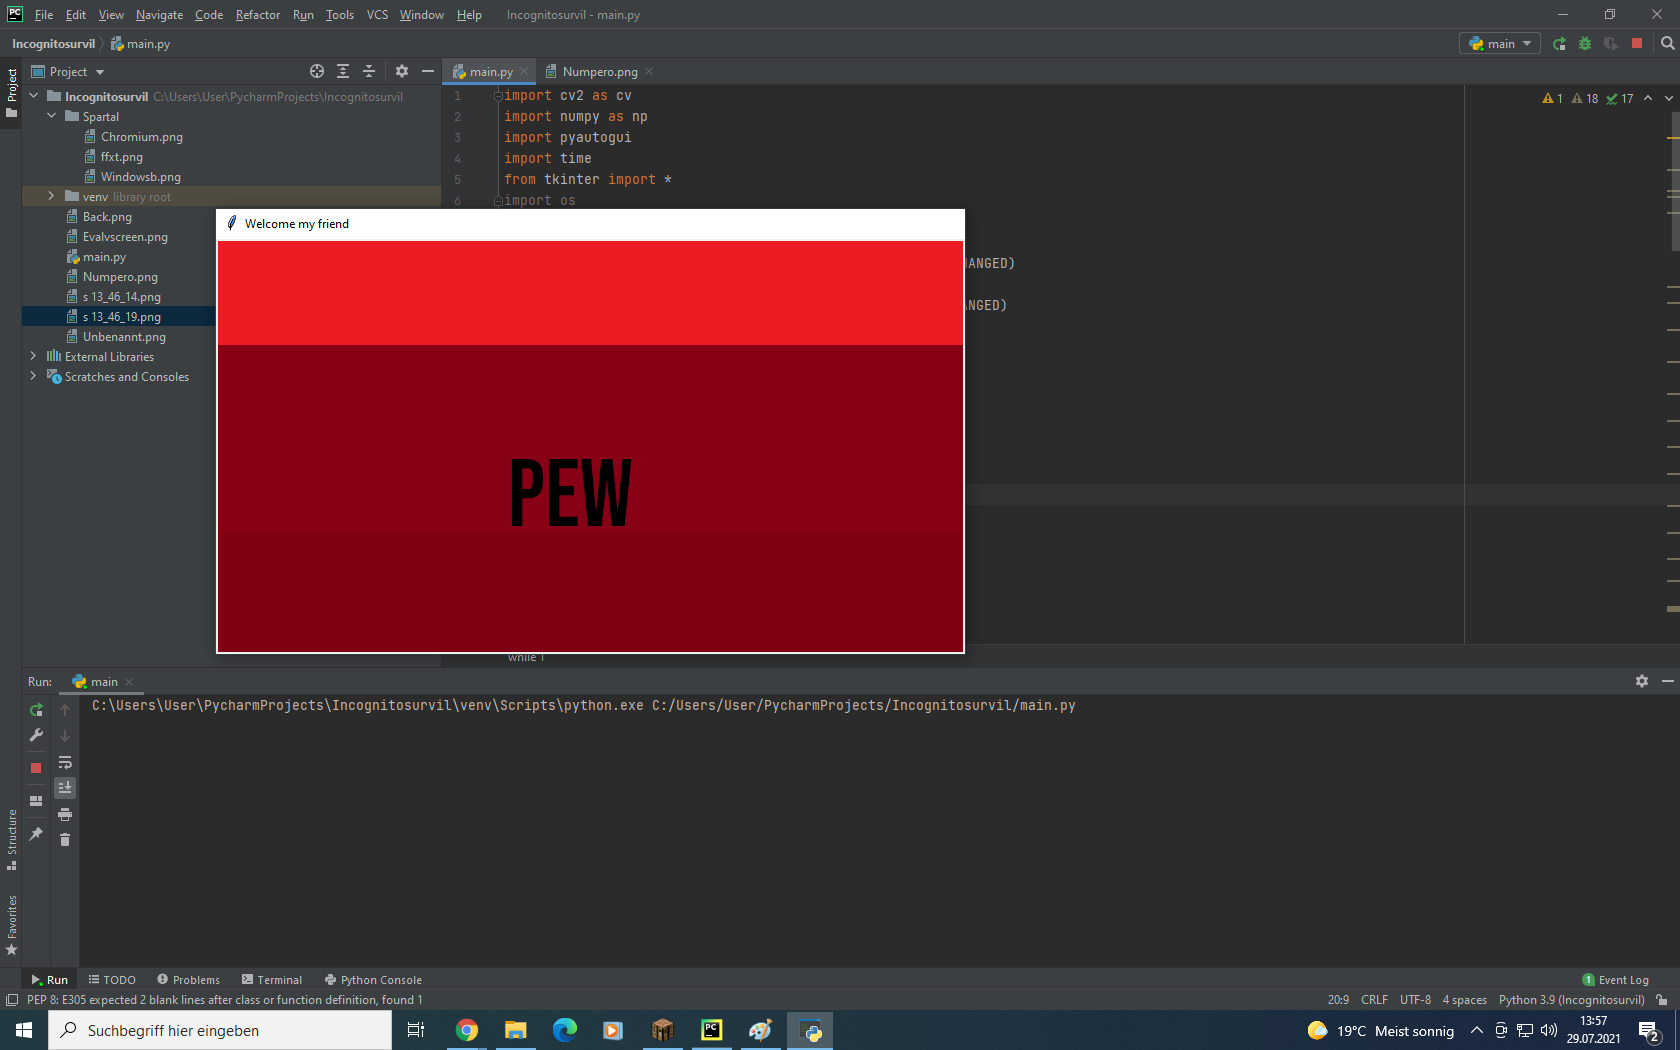 PC File Edit View Navigate Code Refactor Run Tools VCS Window Help Incognitosurvil - main.py
Incognitosurvil main.py main
Project
Project main.py Numpero.png
Incognitosurvil C:\Users\User\PycharmProjects\Incognitosurvil
Spartal
Chromium.png
ffxt.png
Windowsb.png
venv library root
Back.png
Evalvscreen.png
main.py
Numpero.png
s 13_46_14.png
s 13_46_19.png
Unbenannt.png
External Libraries
Scratches and Consoles
1 import cv2 as cv
2 import numpy as np
3 import pyautogui
4 import time
5 from tkinter import *
6 import os
1 18 17
ANGED)
NGED)
while 1
Welcome my friend
PEW
Run: main
C:\Users\User\PycharmProjects\Incognitosurvil\venv\Scripts\python.exe C:/Users/User/PycharmProjects/Incognitosurvil/main.py
Structure
Favorites
Run TODO Problems Terminal Python Console 1 Event Log
PEP 8: E305 expected 2 blank lines after class or function definition, found 1 20:9 CRLF UTF-8 4 spaces Python 3.9 (Incognitosurvil)
Suchbegriff hier eingeben PC 19°C Meist sonnig 13:57
29.07.2021 2